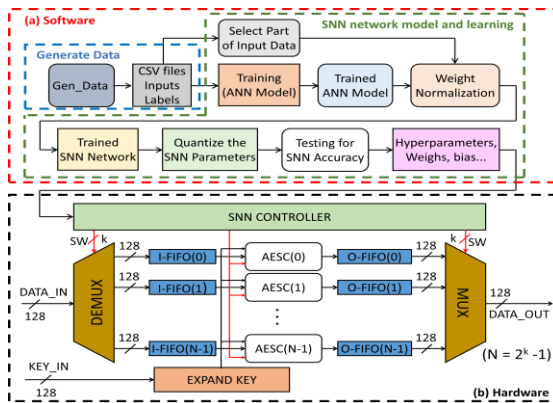 (a) Software
SNN network model and learning
Generate Data
Select Part
of Input Data
Gen_Data
CSV files
Inputs
Labels
Training
(ANN Model)
Trained
ANN Model
Weight
Normalization
Trained
SNN Network
Quantize the
SNN Parameters
Testing for
SNN Accuracy
Hyperparameters,
Weighs, bias...
SNN CONTROLLER
SW
k
k
SW
128
I-FIFO(0)
AESC(0)
O-FIFO(0)
128
128
I-FIFO(1)
AESC(1)
O-FIFO(1)
128
DATA_IN
128
DEMUX
MUX
128
DATA_OUT
128
I-FIFO(N-1)
AESC(N-1)
O-FIFO(N-1)
128
(N = 2ᵏ -1)
KEY_IN
128
EXPAND KEY
(b) Hardware